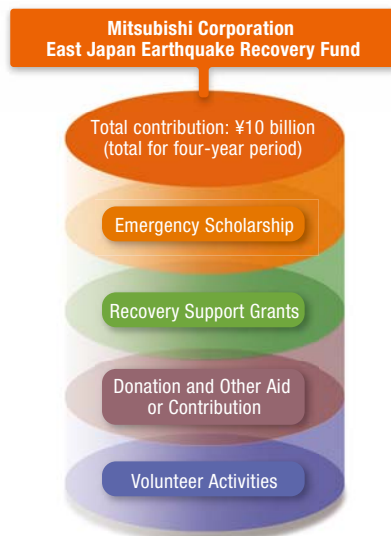 Mitsubishi Corporation
East Japan Earthquake Recovery Fund
Total contribution: ¥10 billion
(total for four-year period)
Emergency Scholarship
Recovery Support Grants
Donation and Other Aid
or Contribution
Volunteer Activities